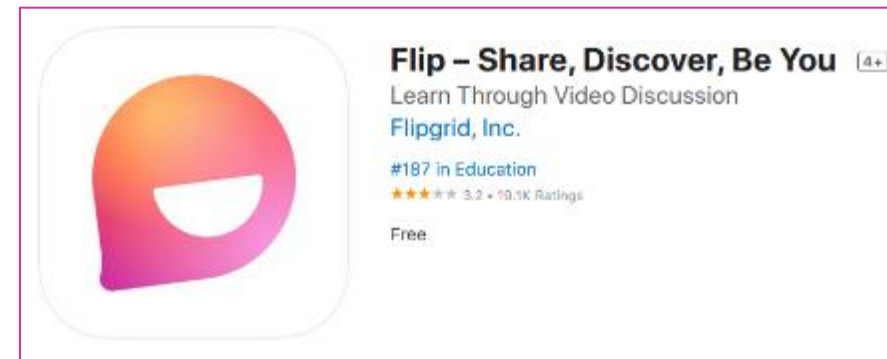 Flip – Share, Discover, Be You 4+
Learn Through Video Discussion
Flipgrid, Inc.
#187 in Education
★★★★★ 3.2 • 19.1K Ratings
Free